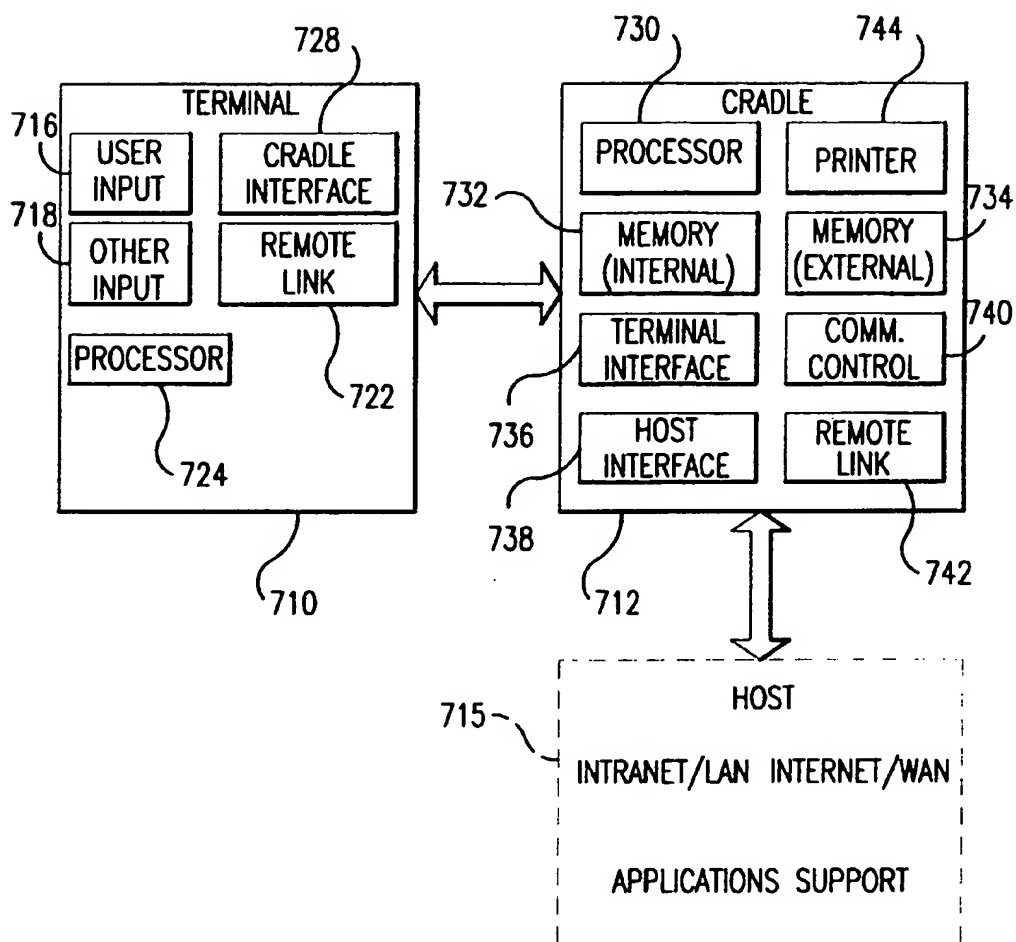 728
730
744
TERMINAL
CRADLE
716
USER
INPUT
CRADLE
INTERFACE
PROCESSOR
PRINTER
718
OTHER
INPUT
REMOTE
LINK
732
MEMORY
(INTERNAL)
734
MEMORY
(EXTERNAL)
PROCESSOR
722
TERMINAL
INTERFACE
740
COMM.
CONTROL
724
736
HOST
INTERFACE
REMOTE
LINK
710
738
712
742
715
HOST
INTRANET/LAN INTERNET/WAN
APPLICATIONS SUPPORT